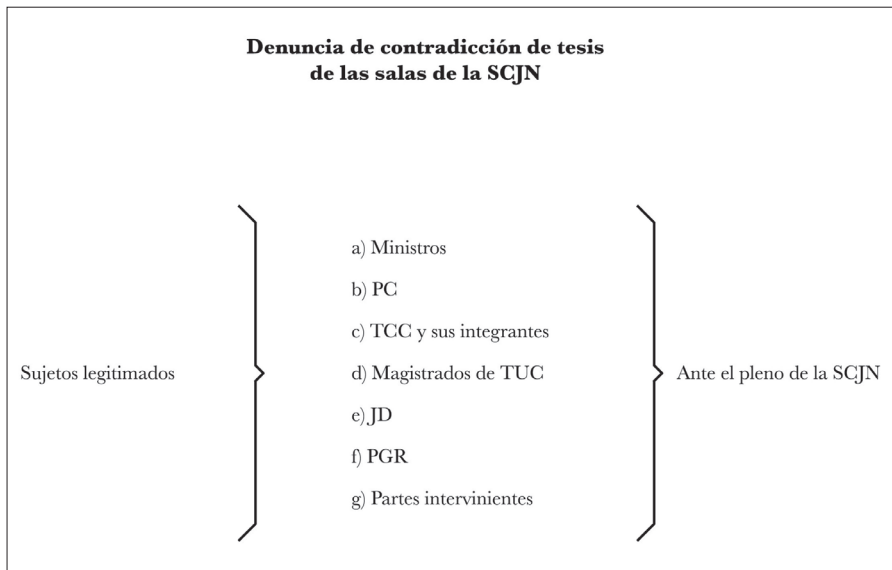 Denuncia de contradicción de tesis
de las salas de la SCJN
Sujetos legitimados
a) Ministros
b) PC
c) TCC y sus integrantes
d) Magistrados de TUC
e) JD
f) PGR
g) Partes intervinientes
Ante el pleno de la SCJN